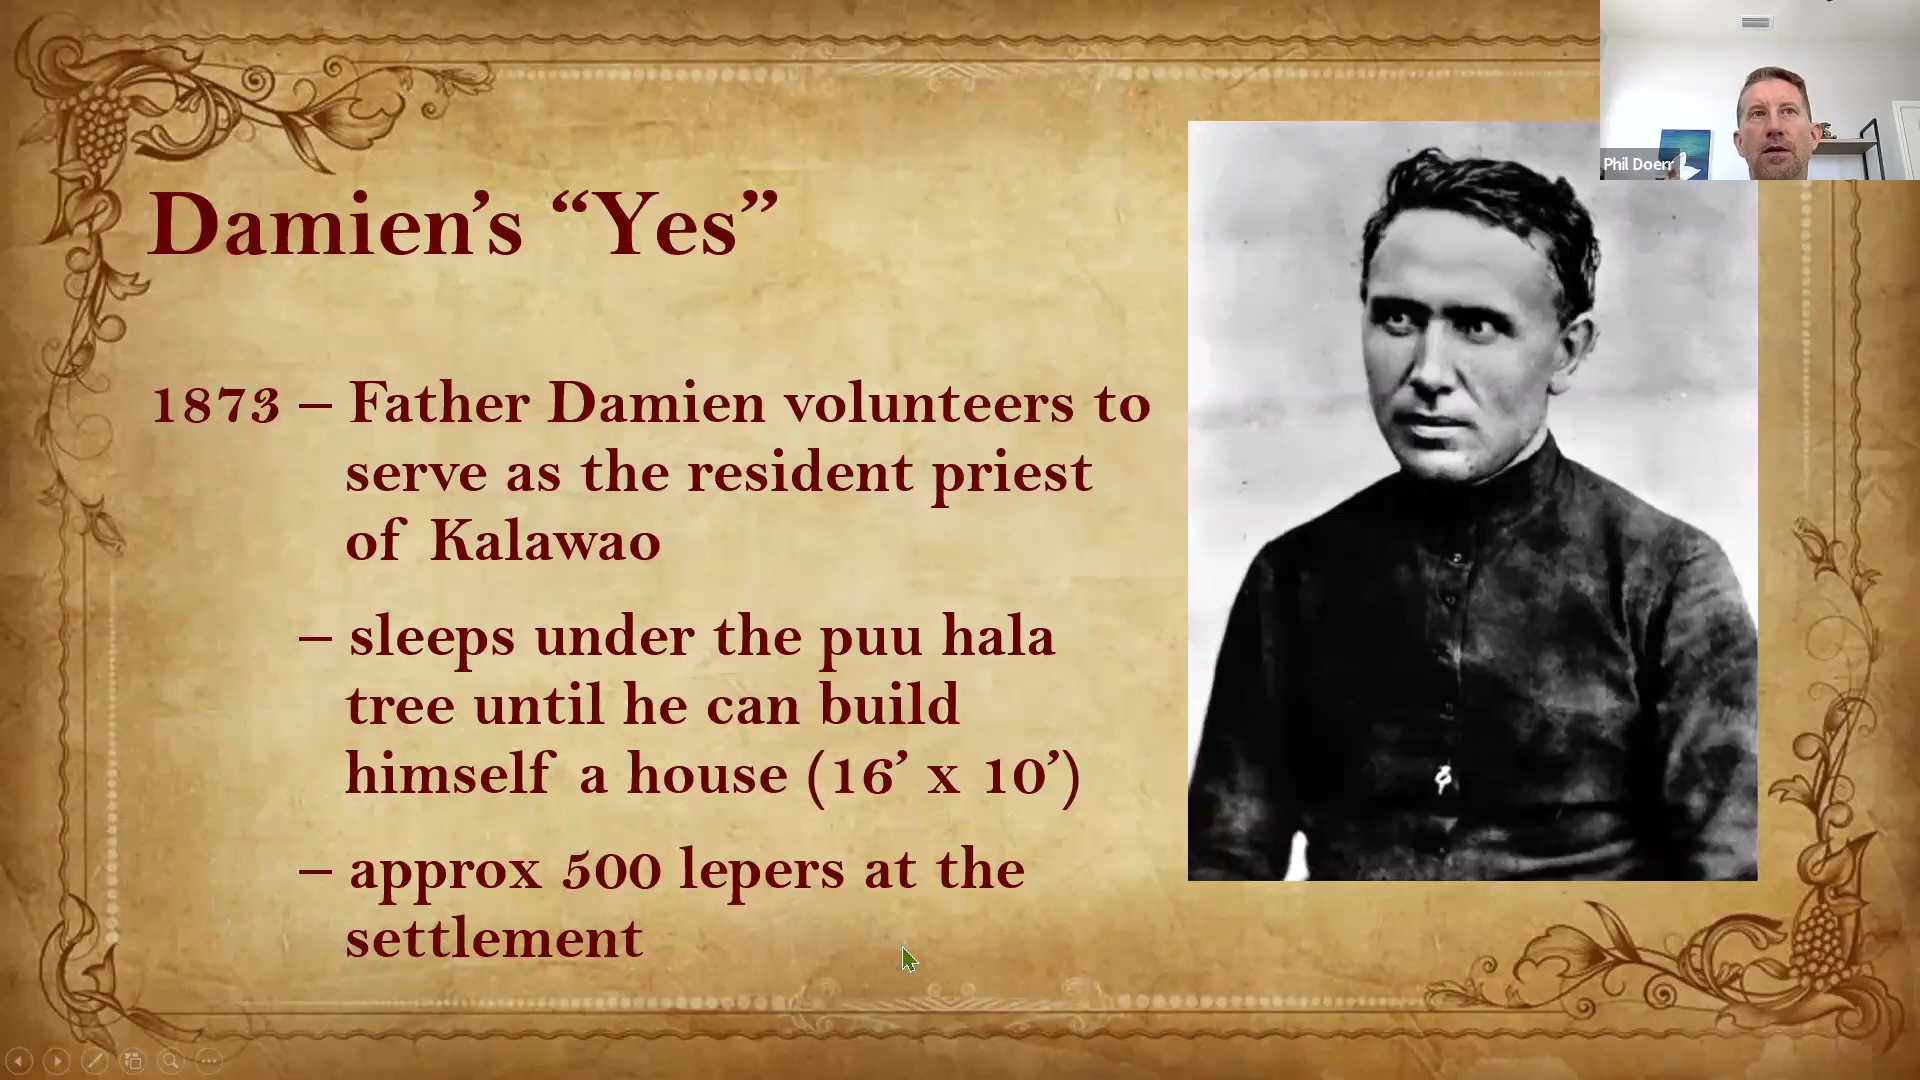 Phil Doerr
Damien’s “Yes”
1873 – Father Damien volunteers to
serve as the resident priest
of Kalawao
– sleeps under the puu hala
tree until he can build
himself a house (16’ x 10’)
– approx 500 lepers at the
settlement